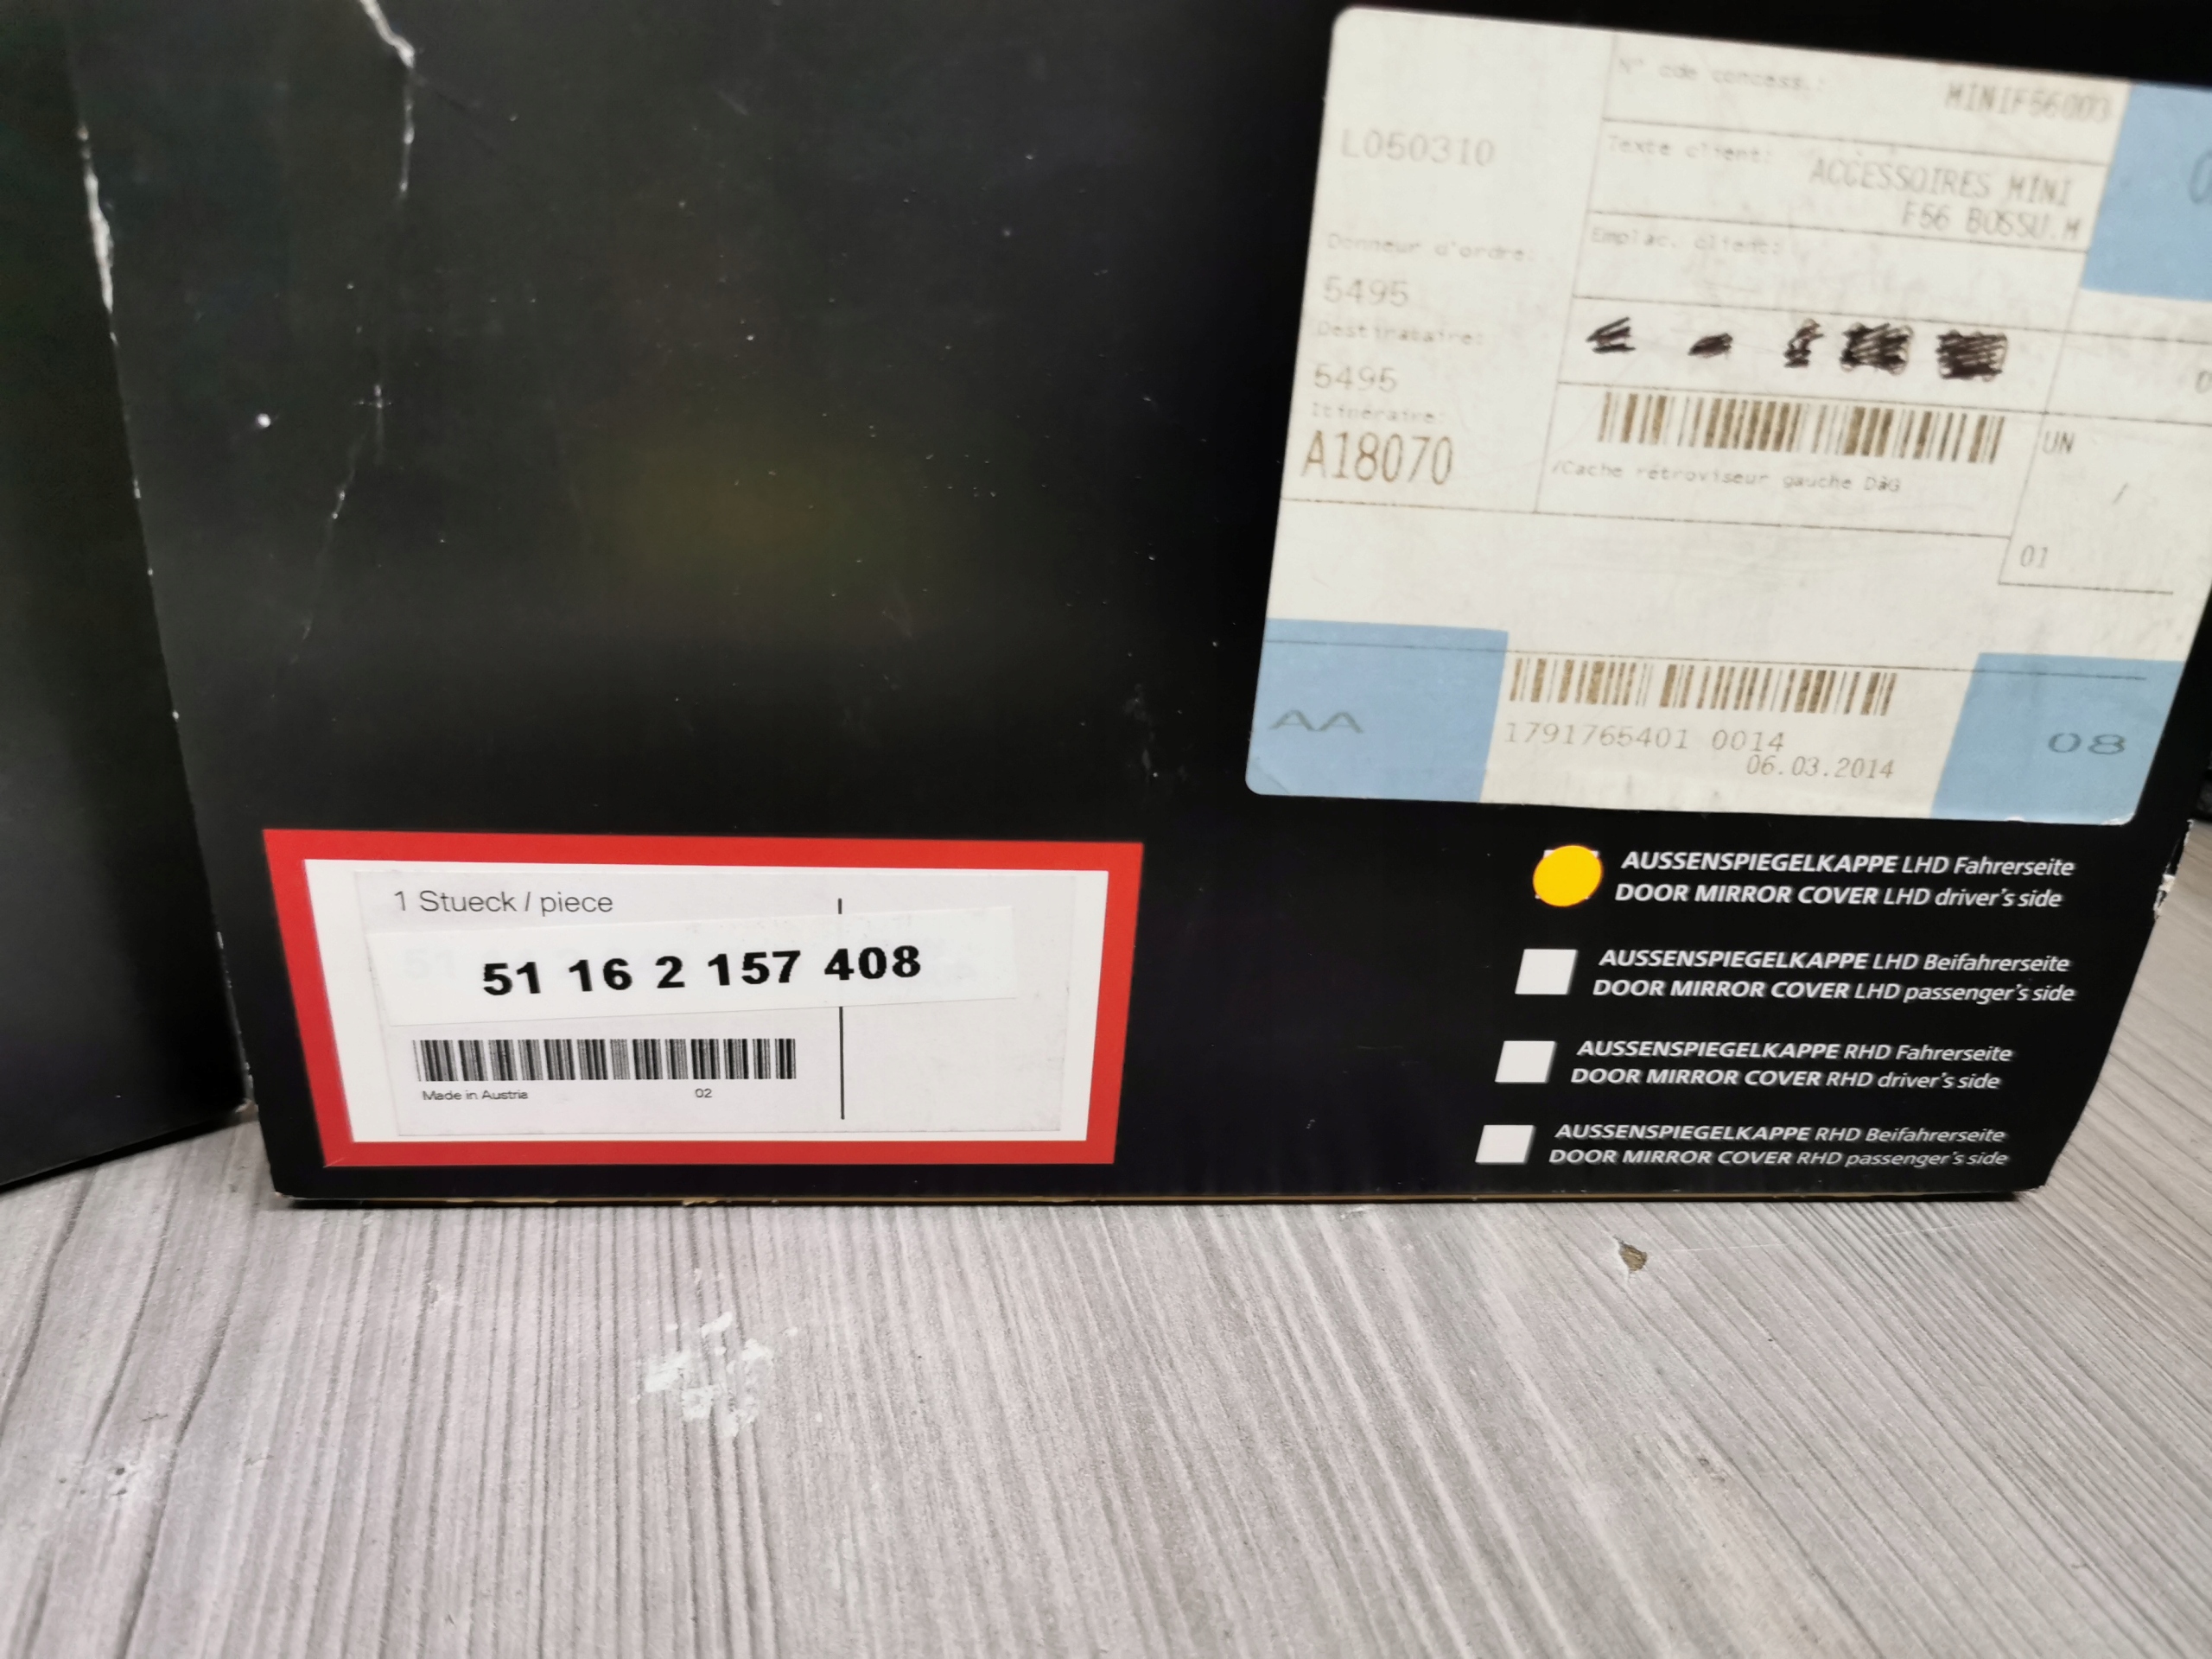 N° cde concess.: MINIF56003
L050310
Texte client: ACCESSOIRES MINI
F56 BOSSU.M
Donneur d'ordre:
Emplac. client:
5495
Destinataire:
5495
Itinéraire:
A18070
UN
/
/Cache rétroviseur gauche DàG
01
AA
1791765401 0014
06.03.2014
08
AUSSENSPIEGELKAPPE LHD Fahrerseite
DOOR MIRROR COVER LHD driver's side
AUSSENSPIEGELKAPPE LHD Beifahrerseite
DOOR MIRROR COVER LHD passenger's side
AUSSENSPIEGELKAPPE RHD Fahrerseite
DOOR MIRROR COVER RHD driver's side
AUSSENSPIEGELKAPPE RHD Beifahrerseite
DOOR MIRROR COVER RHD passenger's side
1 Stueck / piece
51 16 2 157 408
Made in Austria 02